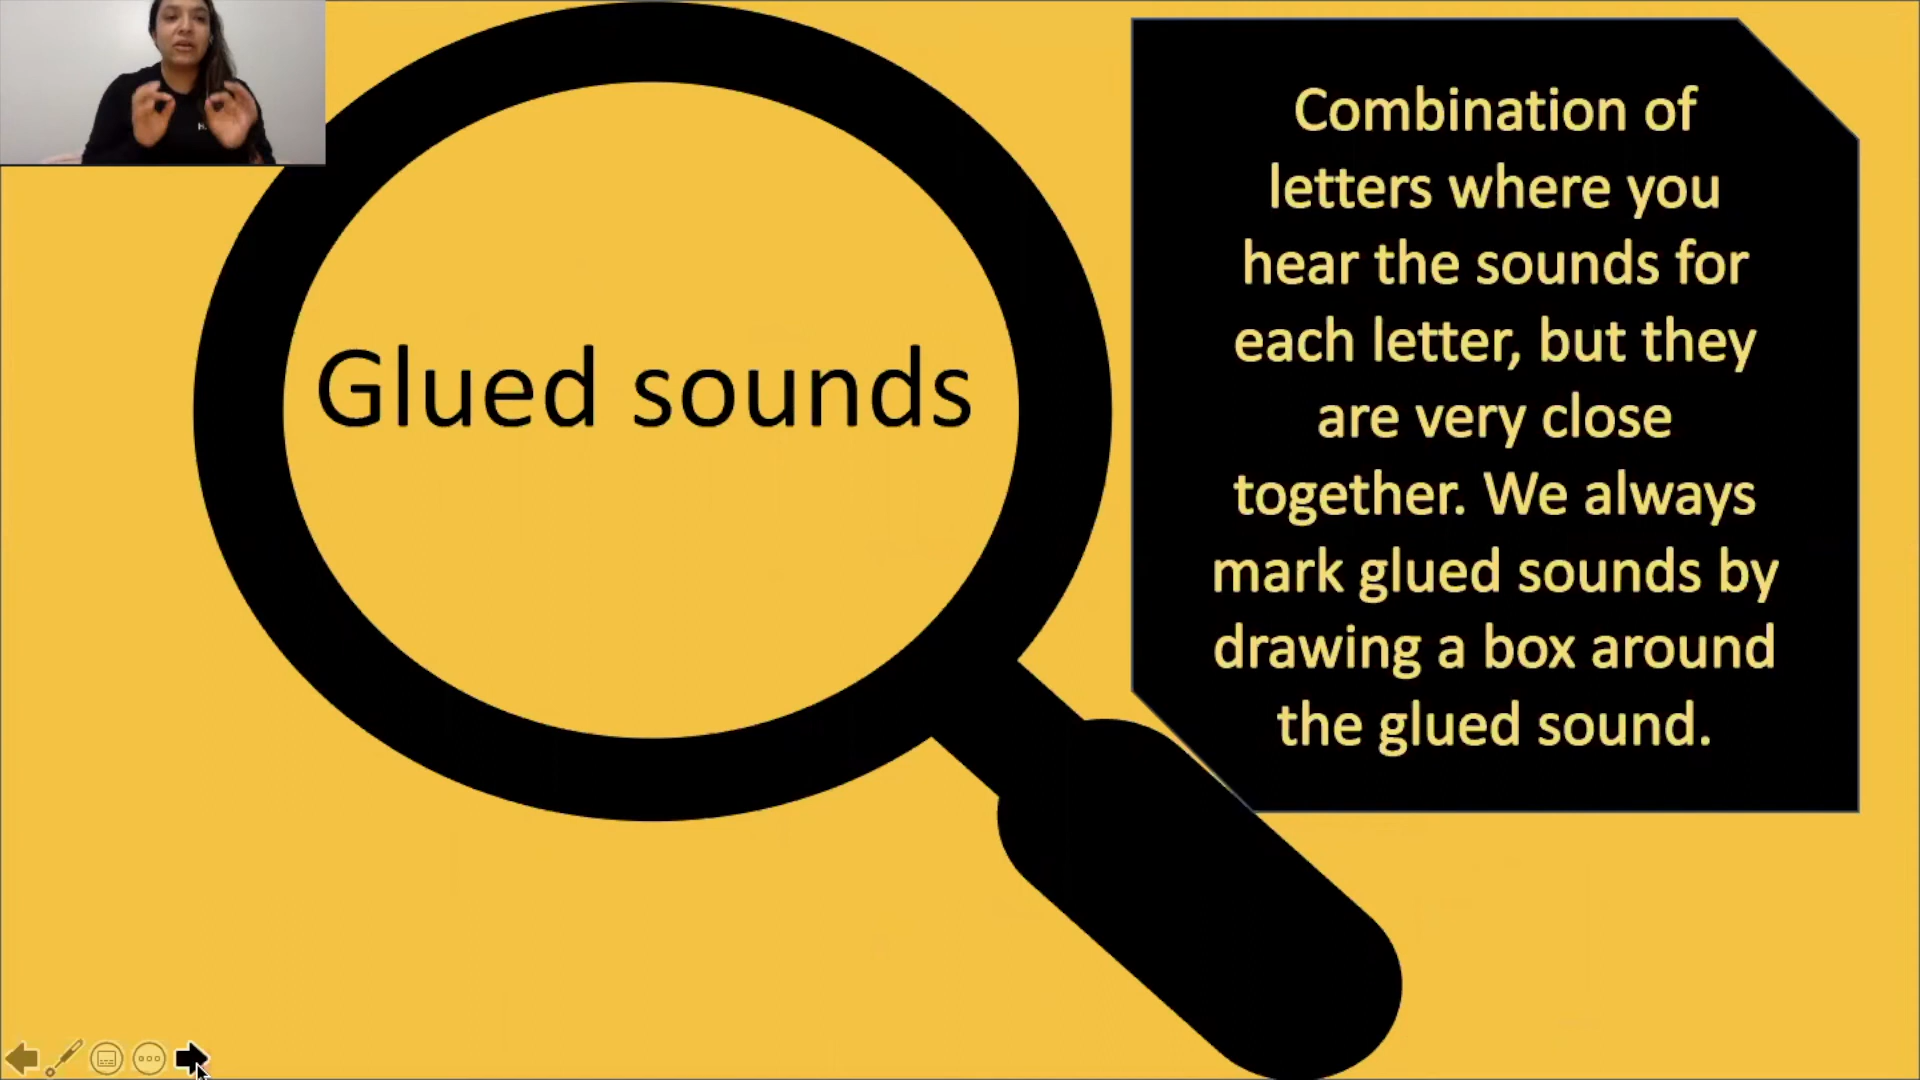 Glued sounds
Combination of
letters where you
hear the sounds for
each letter, but they
are very close
together. We always
mark glued sounds by
drawing a box around
the glued sound.